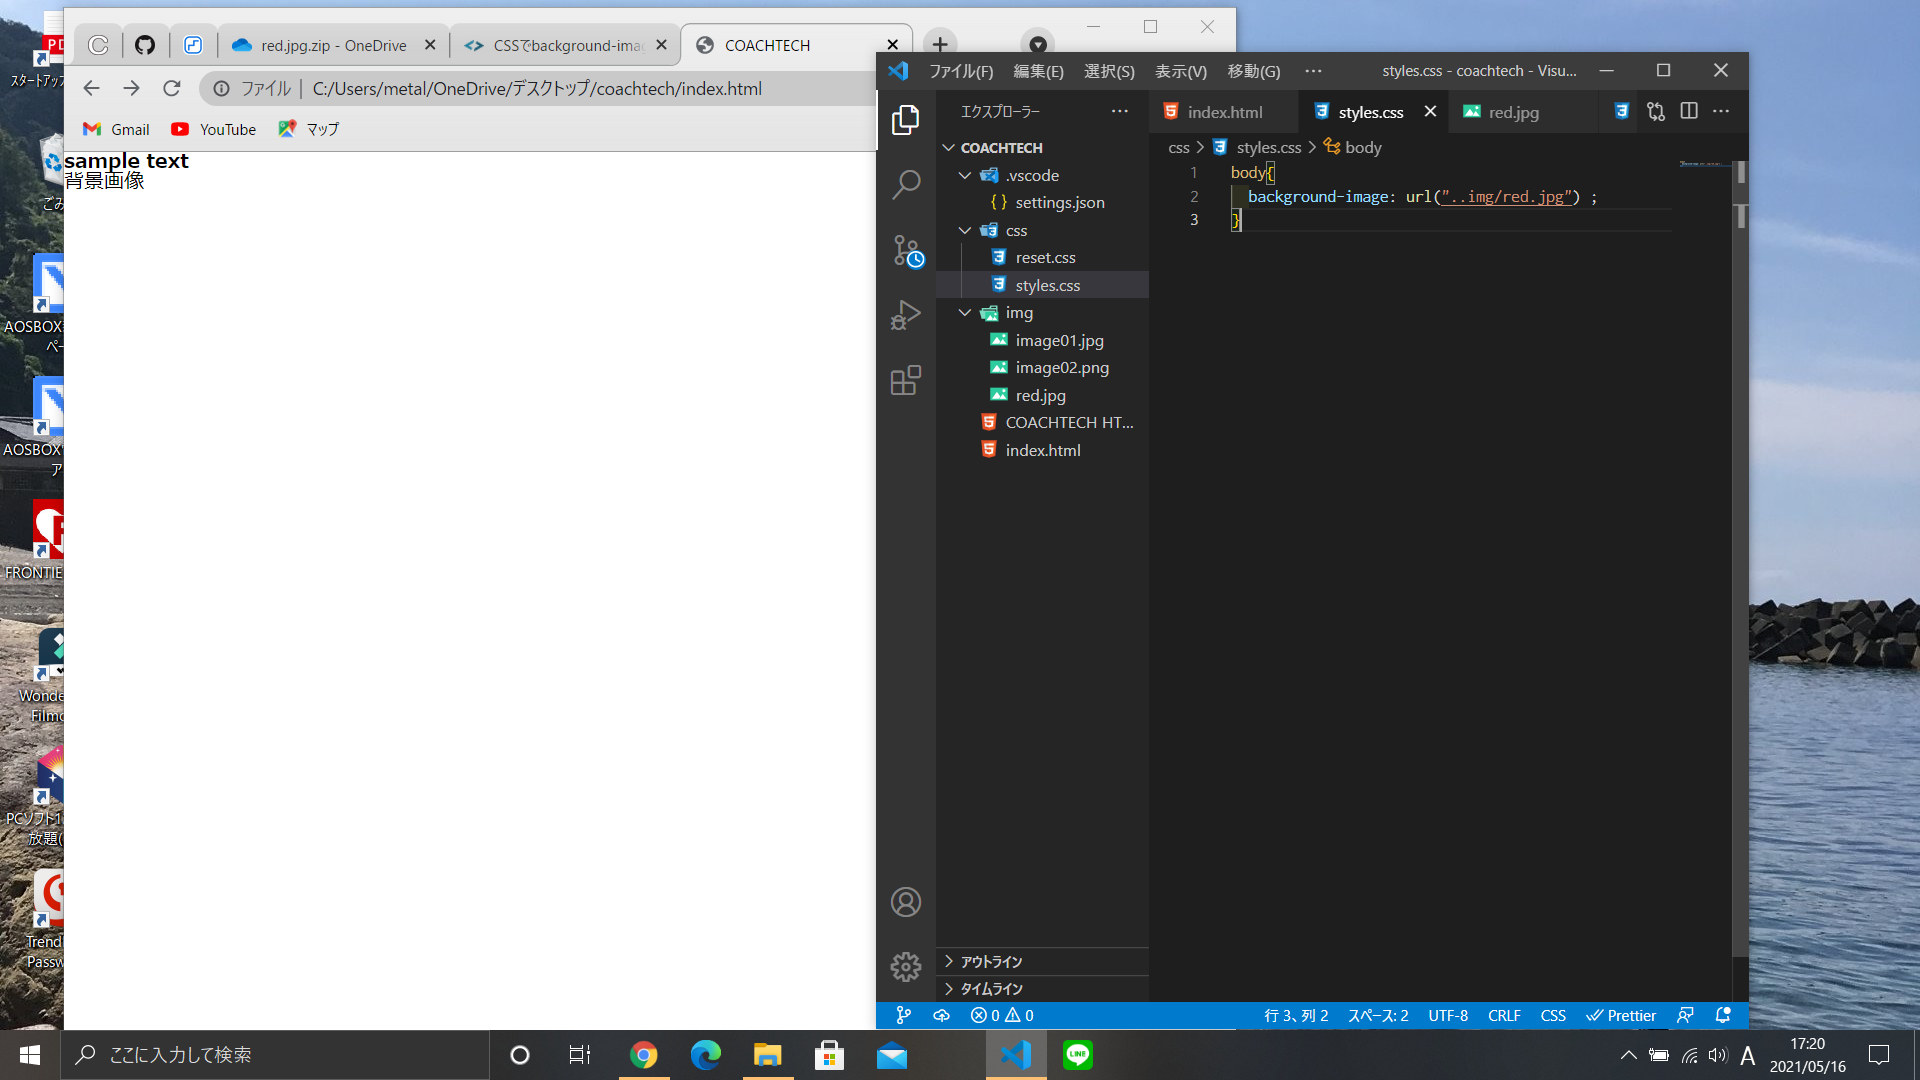 スタートアップ
ごみ
AOSBOX
ペー
AOSBOX
ア
FRONTIE
Wonde
Filmo
PCソフト1
放題(
Trend
Passw
red.jpg.zip - OneDrive
CSSでbackground-ima
COACHTECH
ファイル | C:/Users/metal/OneDrive/デスクトップ/coachtech/index.html
Gmail YouTube マップ
sample text
背景画像
ファイル(F) 編集(E) 選択(S) 表示(V) 移動(G) ··· styles.css - coachtech - Visu...
エクスプローラー ···
COACHTECH
.vscode
{ } settings.json
css
reset.css
styles.css
img
image01.jpg
image02.png
red.jpg
COACHTECH HT...
index.html
アウトライン
タイムライン
index.html styles.css red.jpg ···
css > styles.css > body
1 body{
2 background-image: url("..img/red.jpg") ;
3 }
0 0 行 3、列 2 スペース: 2 UTF-8 CRLF CSS Prettier
ここに入力して検索
LINE
A
17:20
2021/05/16